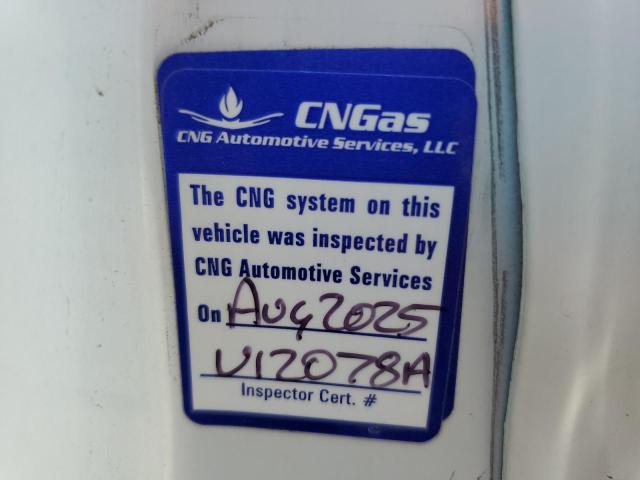 CNGas
CNG Automotive Services, LLC
The CNG system on this
vehicle was inspected by
CNG Automotive Services
On Aug 2025
V12078A
Inspector Cert. #